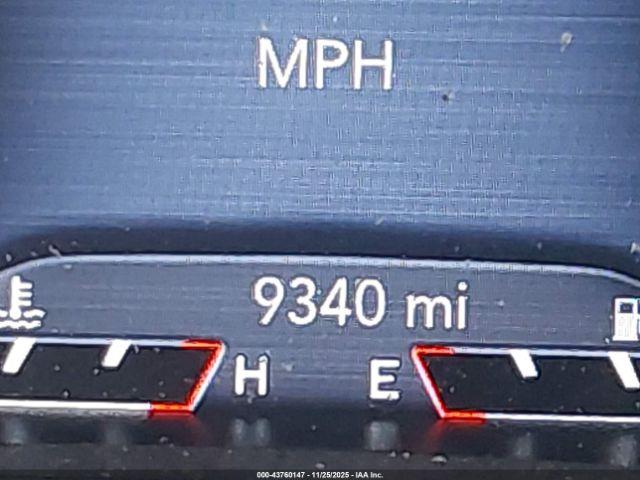 MPH
9340 mi
H E
000-43760147 - 11/25/2025 - IAA Inc.